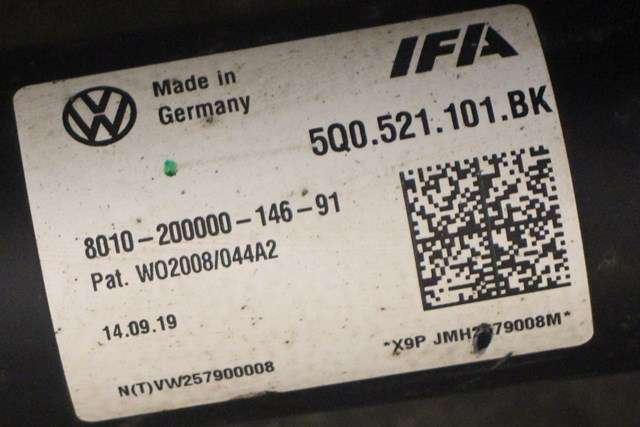 VW
Made in
Germany
IFA
5Q0.521.101.BK
8010-200000-146-91
Pat. WO2008/044A2
14.09.19
N(T)VW257900008